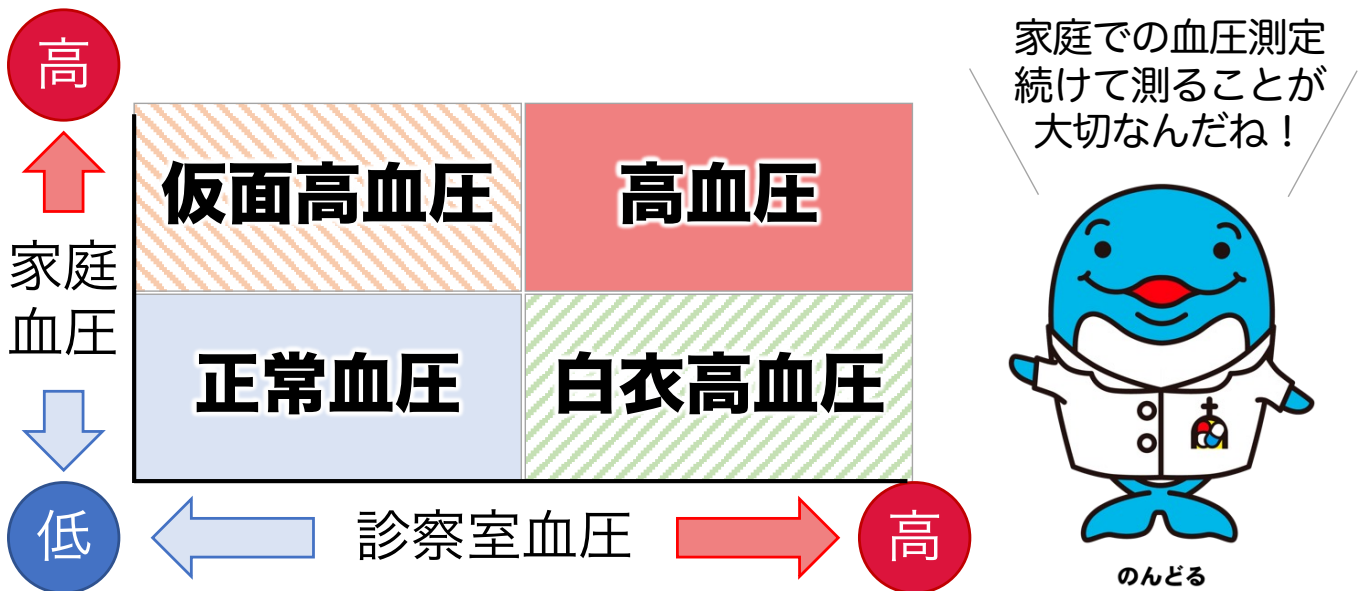 高
家庭での血圧測定
続けて測ることが
大切なんだね！
仮面高血圧
高血圧
家庭
血圧
正常血圧
白衣高血圧
低
診察室血圧
高
のんどる